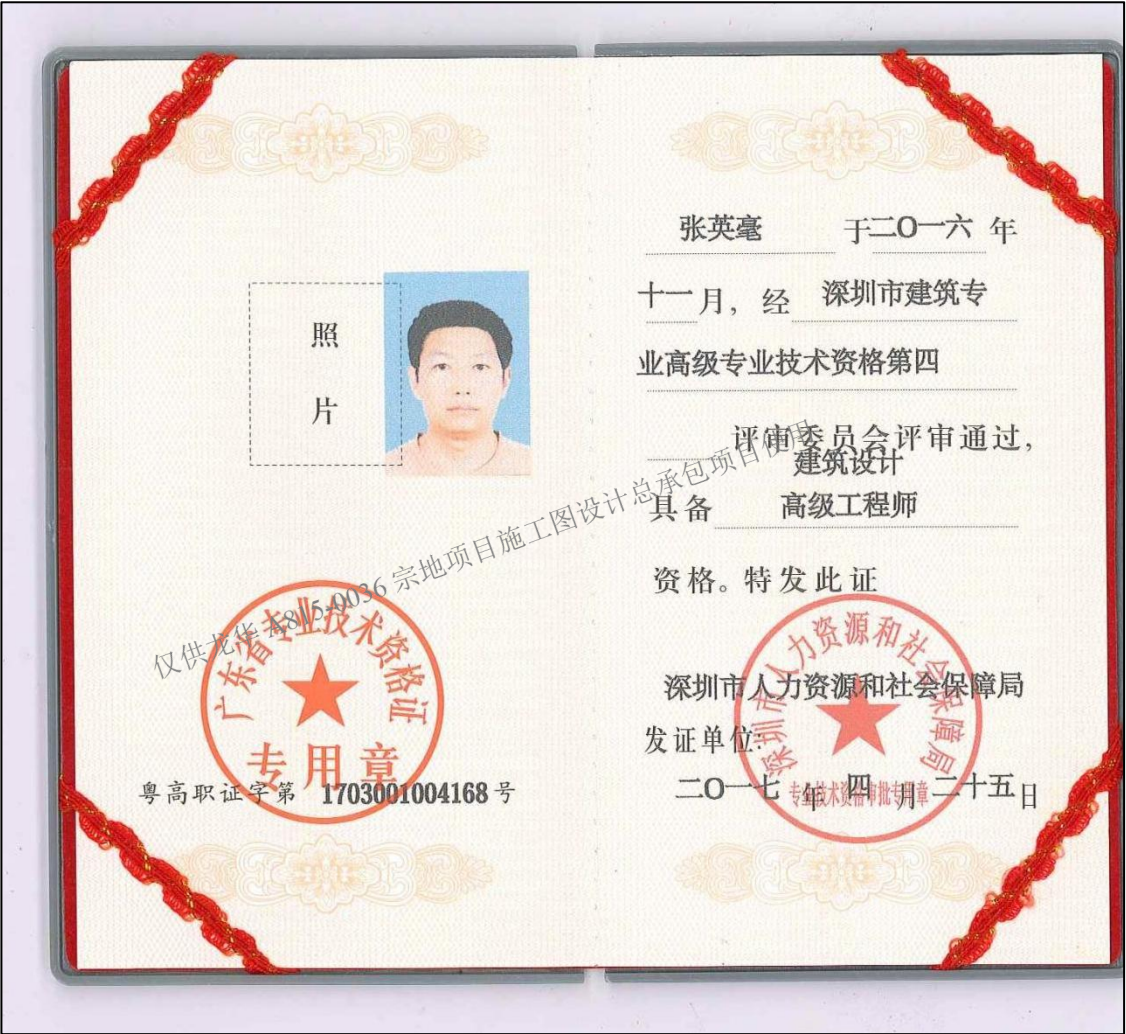 照
片
广东省专业技术资格证
专用章
粤高职证字第 1703001004168 号
张英毫 于二O一六 年
十一月，经 深圳市建筑专
业高级专业技术资格第四
评审委员会评审通过，
建筑设计
具备 高级工程师
资格。特发此证
深圳市人力资源和社会保障局
深圳市人力资源和社会保障局
发证单位:
二O一七 年 四 月 二十五日
专业技术资格审批专用章
仅供龙华 A815-0036 宗地项目施工图设计总承包项目使用